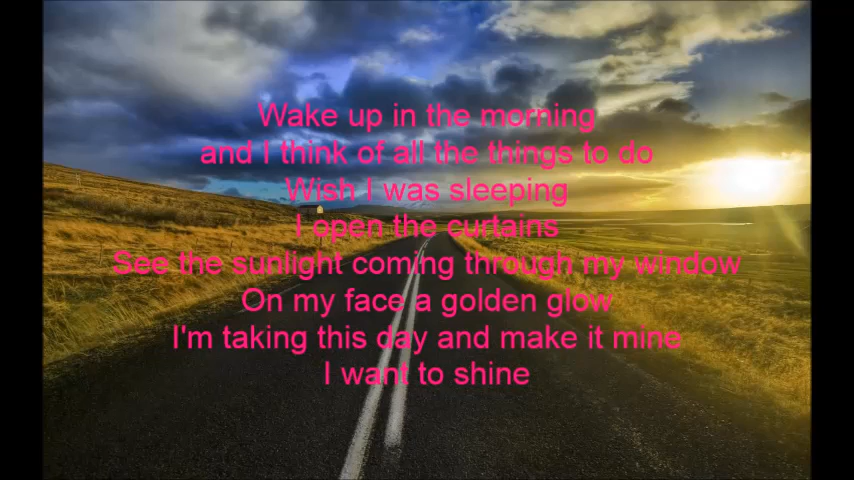 Wake up in the morning
and I think of all the things to do
Wish I was sleeping
I open the curtains
See the sunlight coming through my window
On my face a golden glow
I'm taking this day and make it mine
I want to shine